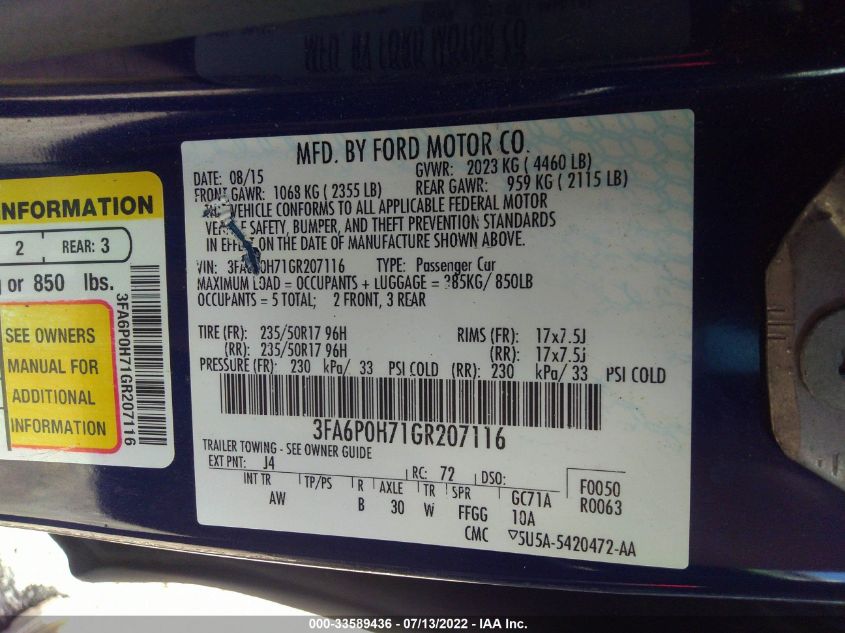 MFD. BY FORD MOTOR CO.
DATE: 08/15 GVWR: 2023 KG ( 4460 LB)
FRONT GAWR: 1068 KG ( 2355 LB) REAR GAWR: 959 KG ( 2115 LB)
VEHICLE CONFORMS TO ALL APPLICABLE FEDERAL MOTOR
SAFETY, BUMPER, AND THEFT PREVENTION STANDARDS
IN EFFECT ON THE DATE OF MANUFACTURE SHOWN ABOVE.
VIN: 3FA6P0H71GR207116 TYPE: Passenger Car
MAXIMUM LOAD = OCCUPANTS + LUGGAGE = 385KG/ 850LB
OCCUPANTS = 5 TOTAL; 2 FRONT, 3 REAR
TIRE (FR): 235/50R17 96H RIMS (FR): 17x7.5J
(RR): 235/50R17 96H (RR): 17x7.5j
PRESSURE (FR): 230 kPa/ 33 PSI COLD (RR): 230 kPa/ 33 PSI COLD
3FA6P0H71GR207116
TRAILER TOWING - SEE OWNER GUIDE
EXT PNT: J4 RC: 72 DSO: F0050
INT TR TP/PS R AXLE TR SPR GC71A R0063
AW B 30 W FFGG 10A
CMC 5U5A-5420472-AA
INFORMATION
2 REAR: 3
or 850 lbs.
SEE OWNERS
MANUAL FOR
ADDITIONAL
INFORMATION
3FA6P0H71GR207116
000-33589436 - 07/13/2022 - IAA Inc.